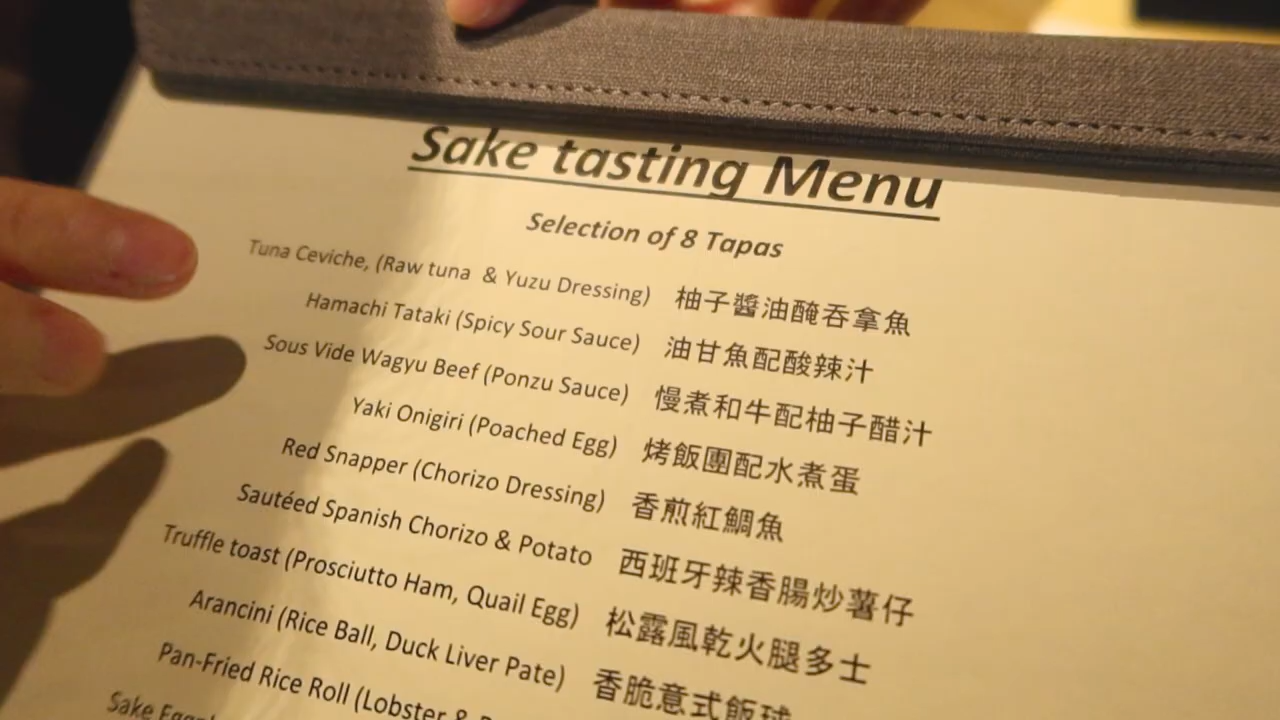 Sake tasting Menu
Selection of 8 Tapas
Tuna Ceviche, (Raw tuna & Yuzu Dressing) 柚子醬油醃吞拿魚
Hamachi Tataki (Spicy Sour Sauce) 油甘魚配酸辣汁
Sous Vide Wagyu Beef (Ponzu Sauce) 慢煮和牛配柚子醋汁
Yaki Onigiri (Poached Egg) 烤飯團配水煮蛋
Red Snapper (Chorizo Dressing) 香煎紅鯛魚
Sautéed Spanish Chorizo & Potato 西班牙辣香腸炒薯仔
Truffle toast (Prosciutto Ham, Quail Egg) 松露風乾火腿多士
Arancini (Rice Ball, Duck Liver Pate) 香脆意式飯球
Pan-Fried Rice Roll (Lobster &
Sake